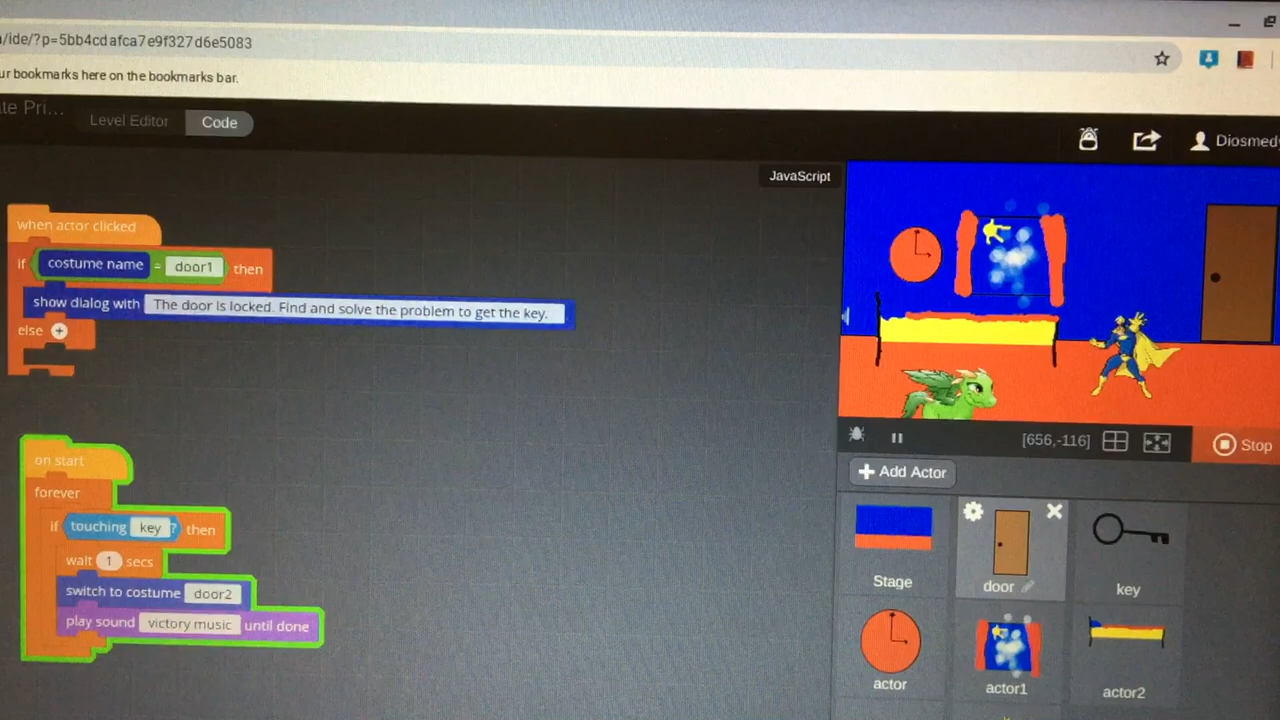 /ide/?p=5bb4cdafca7e9f327d6e5083
ur bookmarks here on the bookmarks bar.
te Pri...
Level Editor
Code
Diosmedy
JavaScript
when actor clicked
if costume name = door1 then
show dialog with The door is locked. Find and solve the problem to get the key.
else +
on start
forever
if touching key ? then
wait 1 secs
switch to costume door2
play sound victory music until done
[656,-116]
Stop
+ Add Actor
Stage
door
key
actor
actor1
actor2